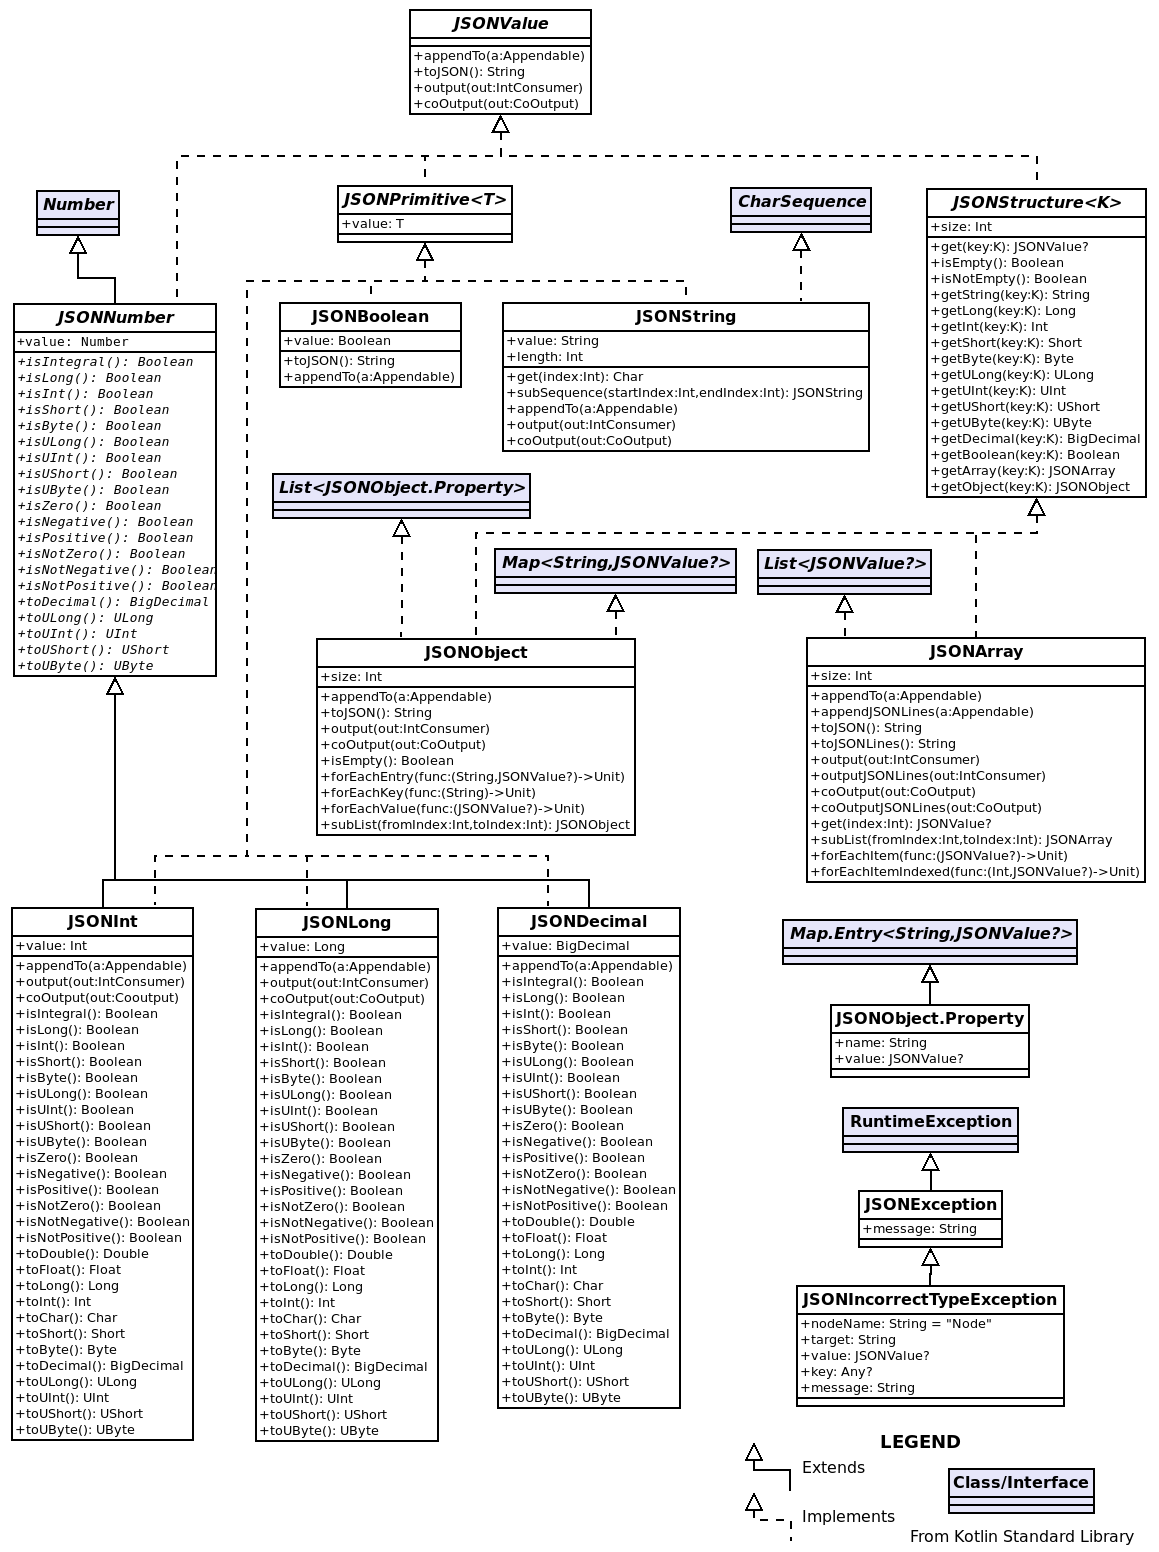 JSONValue
+appendTo(a:Appendable)
+toJSON(): String
+output(out:IntConsumer)
+coOutput(out:CoOutput)
Number
JSONPrimitive<T>
+value: T
CharSequence
JSONStructure<K>
+size: Int
+get(key:K): JSONValue?
+isEmpty(): Boolean
+isNotEmpty(): Boolean
+getString(key:K): String
+getLong(key:K): Long
+getInt(key:K): Int
+getShort(key:K): Short
+getByte(key:K): Byte
+getULong(key:K): ULong
+getUInt(key:K): UInt
+getUShort(key:K): UShort
+getUByte(key:K): UByte
+getDecimal(key:K): BigDecimal
+getBoolean(key:K): Boolean
+getArray(key:K): JSONArray
+getObject(key:K): JSONObject
JSONNumber
+value: Number
+isIntegral(): Boolean
+isLong(): Boolean
+isInt(): Boolean
+isShort(): Boolean
+isByte(): Boolean
+isULong(): Boolean
+isUInt(): Boolean
+isUShort(): Boolean
+isUByte(): Boolean
+isZero(): Boolean
+isNegative(): Boolean
+isPositive(): Boolean
+isNotZero(): Boolean
+isNotNegative(): Boolean
+isNotPositive(): Boolean
+toDecimal(): BigDecimal
+toULong(): ULong
+toUInt(): UInt
+toUShort(): UShort
+toUByte(): UByte
JSONBoolean
+value: Boolean
+toJSON(): String
+appendTo(a:Appendable)
JSONString
+value: String
+length: Int
+get(index:Int): Char
+subSequence(startIndex:Int,endIndex:Int): JSONString
+appendTo(a:Appendable)
+output(out:IntConsumer)
+coOutput(out:CoOutput)
List<JSONObject.Property>
Map<String,JSONValue?>
List<JSONValue?>
JSONObject
+size: Int
+appendTo(a:Appendable)
+toJSON(): String
+output(out:IntConsumer)
+coOutput(out:CoOutput)
+isEmpty(): Boolean
+forEachEntry(func:(String,JSONValue?)->Unit)
+forEachKey(func:(String)->Unit)
+forEachValue(func:(JSONValue?)->Unit)
+subList(fromIndex:Int,toIndex:Int): JSONObject
JSONArray
+size: Int
+appendTo(a:Appendable)
+appendJSONLines(a:Appendable)
+toJSON(): String
+toJSONLines(): String
+output(out:IntConsumer)
+outputJSONLines(out:IntConsumer)
+coOutput(out:CoOutput)
+coOutputJSONLines(out:CoOutput)
+get(index:Int): JSONValue?
+subList(fromIndex:Int,toIndex:Int): JSONArray
+forEachItem(func:(JSONValue?)->Unit)
+forEachItemIndexed(func:(Int,JSONValue?)->Unit)
JSONInt
+value: Int
+appendTo(a:Appendable)
+output(out:IntConsumer)
+coOutput(out:Cooutput)
+isIntegral(): Boolean
+isLong(): Boolean
+isInt(): Boolean
+isShort(): Boolean
+isByte(): Boolean
+isULong(): Boolean
+isUInt(): Boolean
+isUShort(): Boolean
+isUByte(): Boolean
+isZero(): Boolean
+isNegative(): Boolean
+isPositive(): Boolean
+isNotZero(): Boolean
+isNotNegative(): Boolean
+isNotPositive(): Boolean
+toDouble(): Double
+toFloat(): Float
+toLong(): Long
+toInt(): Int
+toChar(): Char
+toShort(): Short
+toByte(): Byte
+toDecimal(): BigDecimal
+toULong(): ULong
+toUInt(): UInt
+toUShort(): UShort
+toUByte(): UByte
JSONLong
+value: Long
+appendTo(a:Appendable)
+output(out:IntConsumer)
+coOutput(out:CoOutput)
+isIntegral(): Boolean
+isLong(): Boolean
+isInt(): Boolean
+isShort(): Boolean
+isByte(): Boolean
+isULong(): Boolean
+isUInt(): Boolean
+isUShort(): Boolean
+isUByte(): Boolean
+isZero(): Boolean
+isNegative(): Boolean
+isPositive(): Boolean
+isNotZero(): Boolean
+isNotNegative(): Boolean
+isNotPositive(): Boolean
+toDouble(): Double
+toFloat(): Float
+toLong(): Long
+toInt(): Int
+toChar(): Char
+toShort(): Short
+toByte(): Byte
+toDecimal(): BigDecimal
+toULong(): ULong
+toUInt(): UInt
+toUShort(): UShort
+toUByte(): UByte
JSONDecimal
+value: BigDecimal
+appendTo(a:Appendable)
+isIntegral(): Boolean
+isLong(): Boolean
+isInt(): Boolean
+isShort(): Boolean
+isByte(): Boolean
+isULong(): Boolean
+isUInt(): Boolean
+isUShort(): Boolean
+isUByte(): Boolean
+isZero(): Boolean
+isNegative(): Boolean
+isPositive(): Boolean
+isNotZero(): Boolean
+isNotNegative(): Boolean
+isNotPositive(): Boolean
+toDouble(): Double
+toFloat(): Float
+toLong(): Long
+toInt(): Int
+toChar(): Char
+toShort(): Short
+toByte(): Byte
+toDecimal(): BigDecimal
+toULong(): ULong
+toUInt(): UInt
+toUShort(): UShort
+toUByte(): UByte
Map.Entry<String,JSONValue?>
JSONObject.Property
+name: String
+value: JSONValue?
RuntimeException
JSONException
+message: String
JSONIncorrectTypeException
+nodeName: String = "Node"
+target: String
+value: JSONValue?
+key: Any?
+message: String
LEGEND
Extends
Implements
Class/Interface
From Kotlin Standard Library